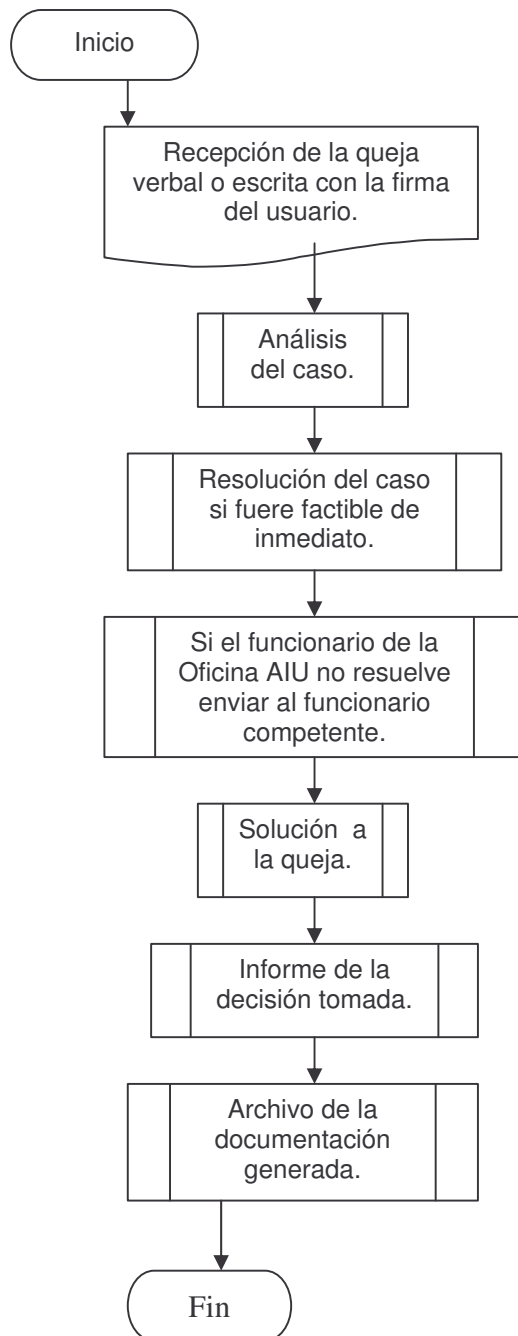 Inicio
Recepción de la queja
verbal o escrita con la firma
del usuario.
Análisis
del caso.
Resolución del caso
si fuere factible de
inmediato.
Si el funcionario de la
Oficina AIU no resuelve
enviar al funcionario
competente.
Solución a
la queja.
Informe de la
decisión tomada.
Archivo de la
documentación
generada.
Fin